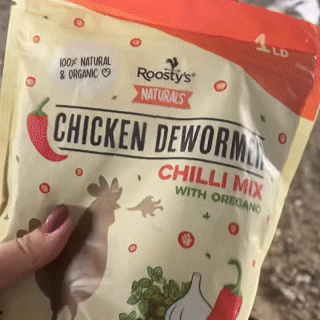 100% NATURAL
& ORGANIC
1 LB
Roosty's®
NATURALS
CHICKEN DEWORMER
CHILLI MIX
WITH OREGANO